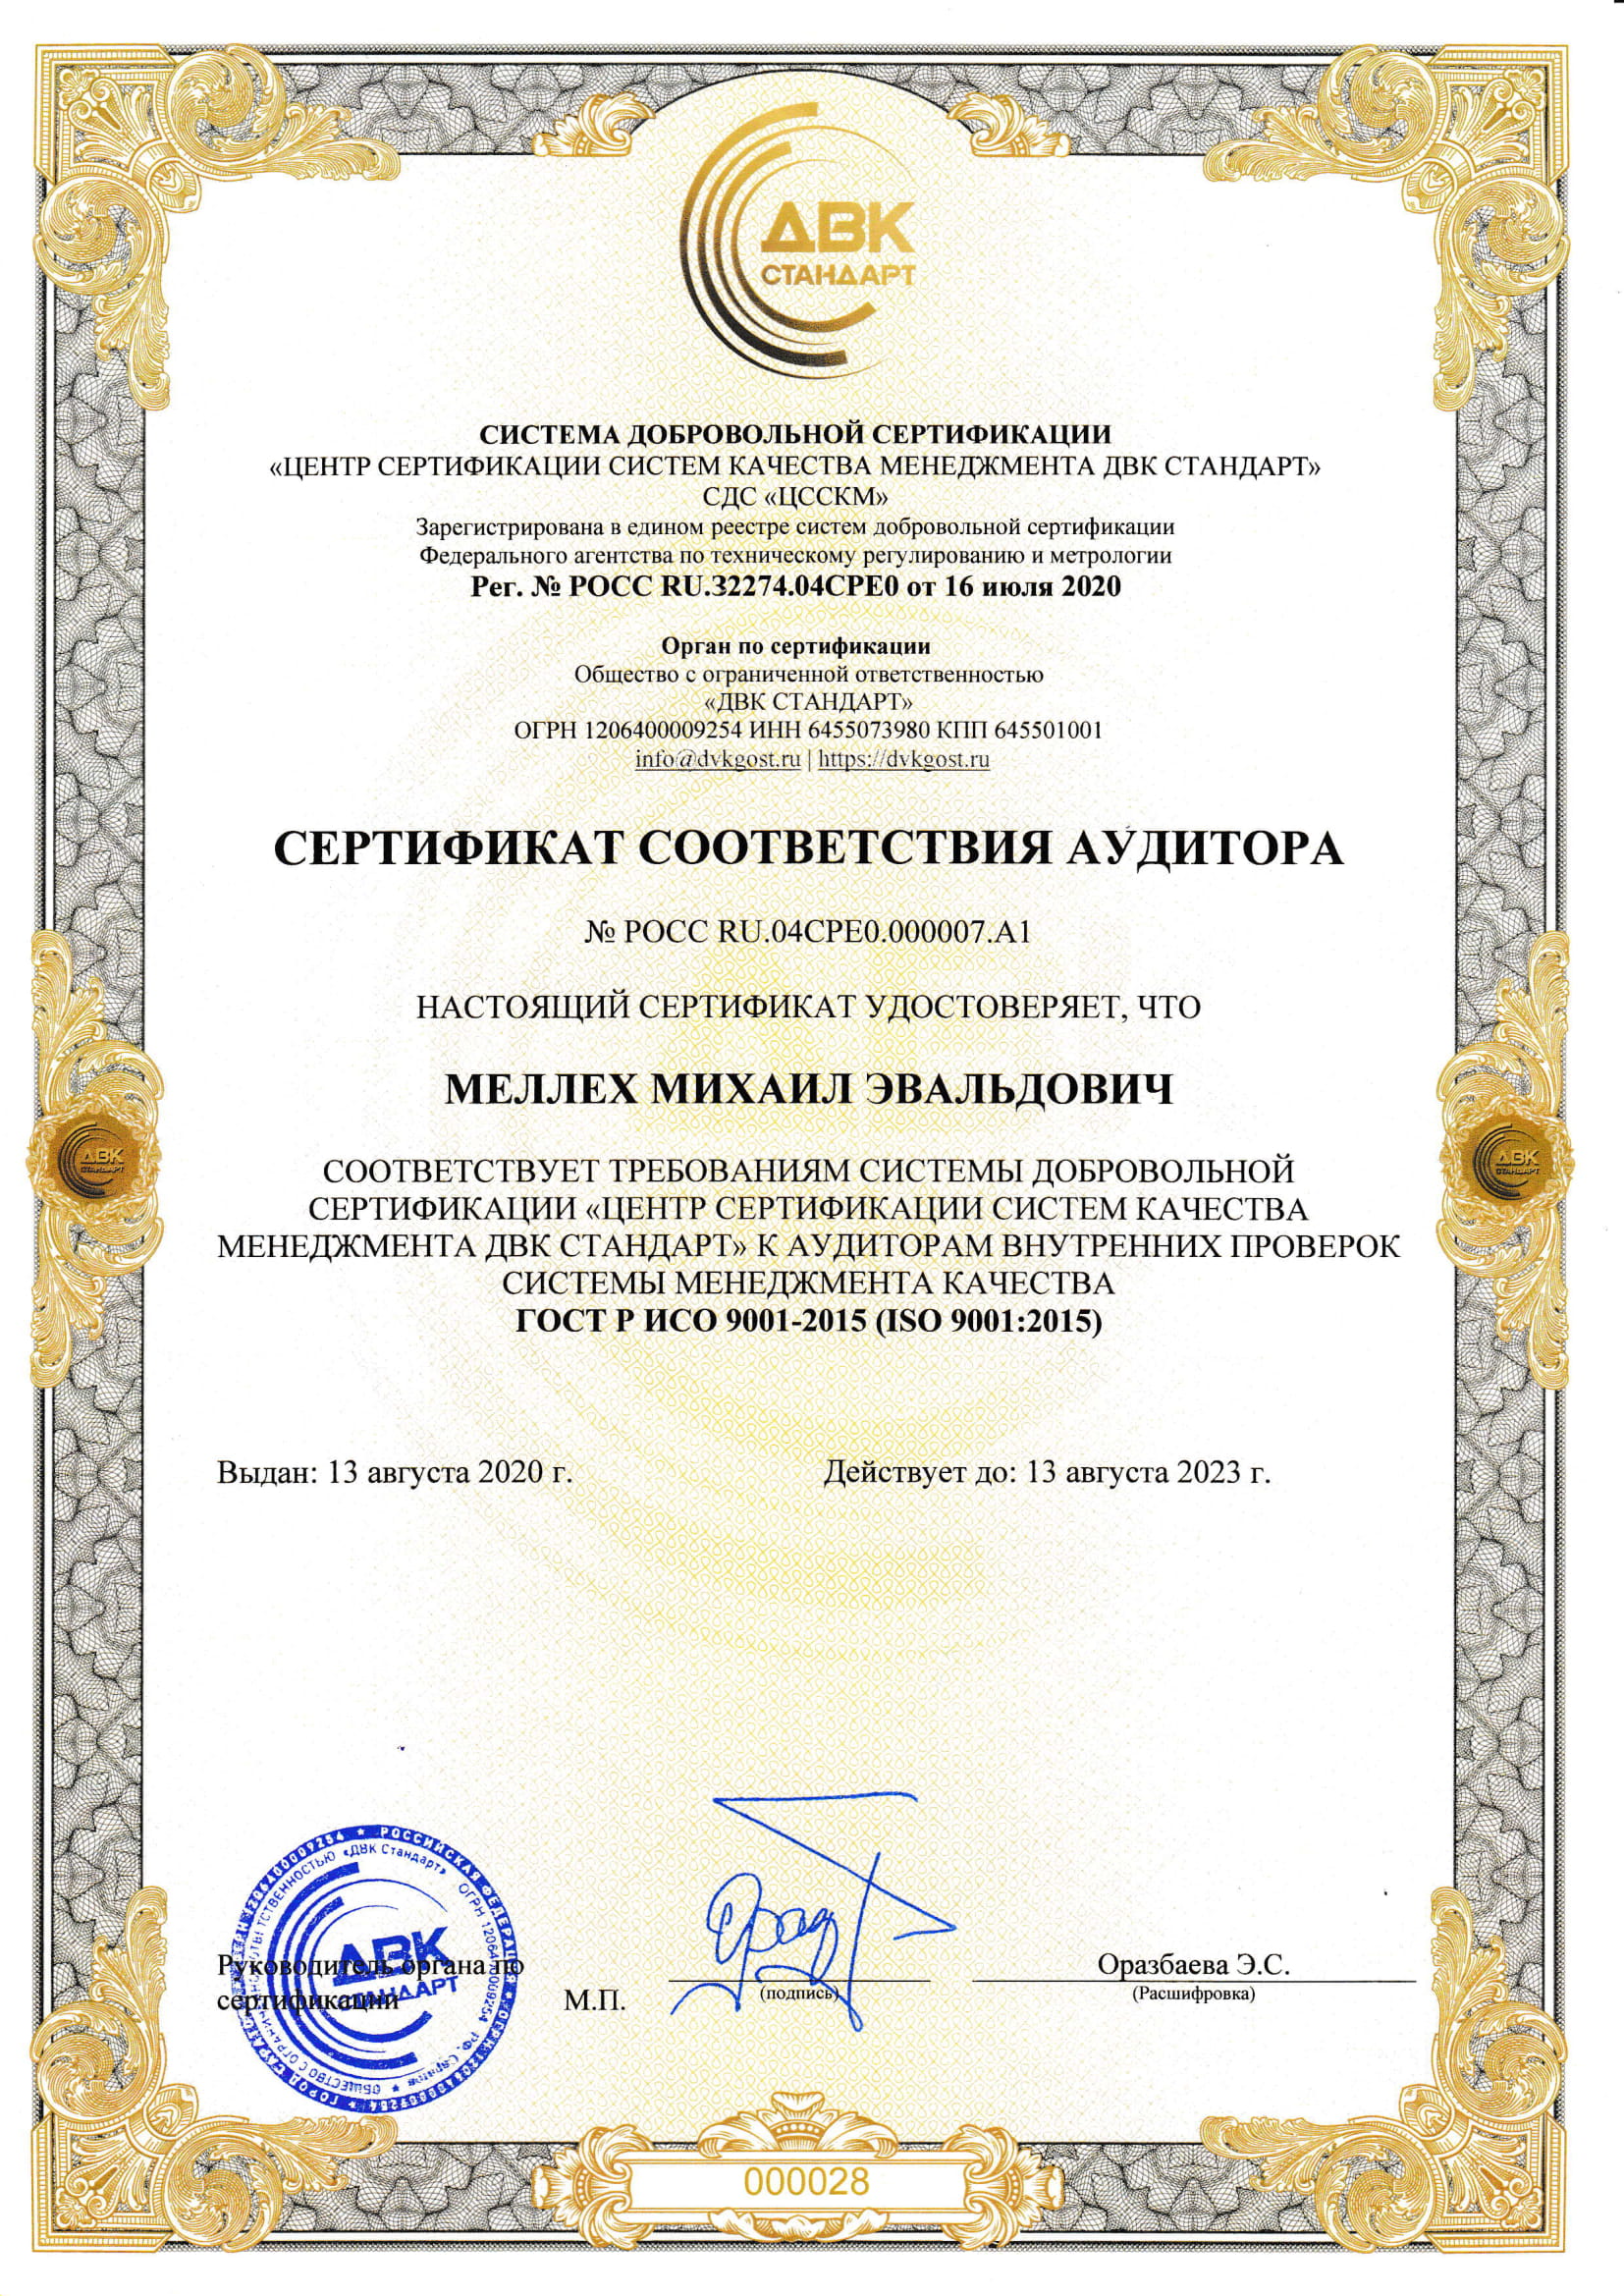 ДВК
СТАНДАРТ
СИСТЕМА ДОБРОВОЛЬНОЙ СЕРТИФИКАЦИИ
«ЦЕНТР СЕРТИФИКАЦИИ СИСТЕМ КАЧЕСТВА МЕНЕДЖМЕНТА ДВК СТАНДАРТ»
СДС «ЦССКМ»
Зарегистрирована в едином реестре систем добровольной сертификации
Федерального агентства по техническому регулированию и метрологии
Рег. № РОСС RU.32274.04СРЕ0 от 16 июля 2020
Орган по сертификации
Общество с ограниченной ответственностью
«ДВК СТАНДАРТ»
ОГРН 1206400009254 ИНН 6455073980 КПП 645501001
info@dvkgost.ru | https://dvkgost.ru
СЕРТИФИКАТ СООТВЕТСТВИЯ АУДИТОРА
№ РОСС RU.04СРЕ0.000007.А1
НАСТОЯЩИЙ СЕРТИФИКАТ УДОСТОВЕРЯЕТ, ЧТО
МЕЛЛЕХ МИХАИЛ ЭВАЛЬДОВИЧ
ДВК
СТАНДАРТ
ДВК
СТАНДАРТ
СООТВЕТСТВУЕТ ТРЕБОВАНИЯМ СИСТЕМЫ ДОБРОВОЛЬНОЙ
СЕРТИФИКАЦИИ «ЦЕНТР СЕРТИФИКАЦИИ СИСТЕМ КАЧЕСТВА
МЕНЕДЖМЕНТА ДВК СТАНДАРТ» К АУДИТОРАМ ВНУТРЕННИХ ПРОВЕРОК
СИСТЕМЫ МЕНЕДЖМЕНТА КАЧЕСТВА
ГОСТ Р ИСО 9001-2015 (ISO 9001:2015)
Выдан: 13 августа 2020 г. Действует до: 13 августа 2023 г.
РОССИЙСКАЯ ФЕДЕРАЦИЯ
«ДВК Стандарт» ОГРН 1206400009254 РФ, г. Саратов
ДВК
СТАНДАРТ
Руководитель органа по
сертификации М.П. (подпись) Оразбаева Э.С.
(Расшифровка)
000028